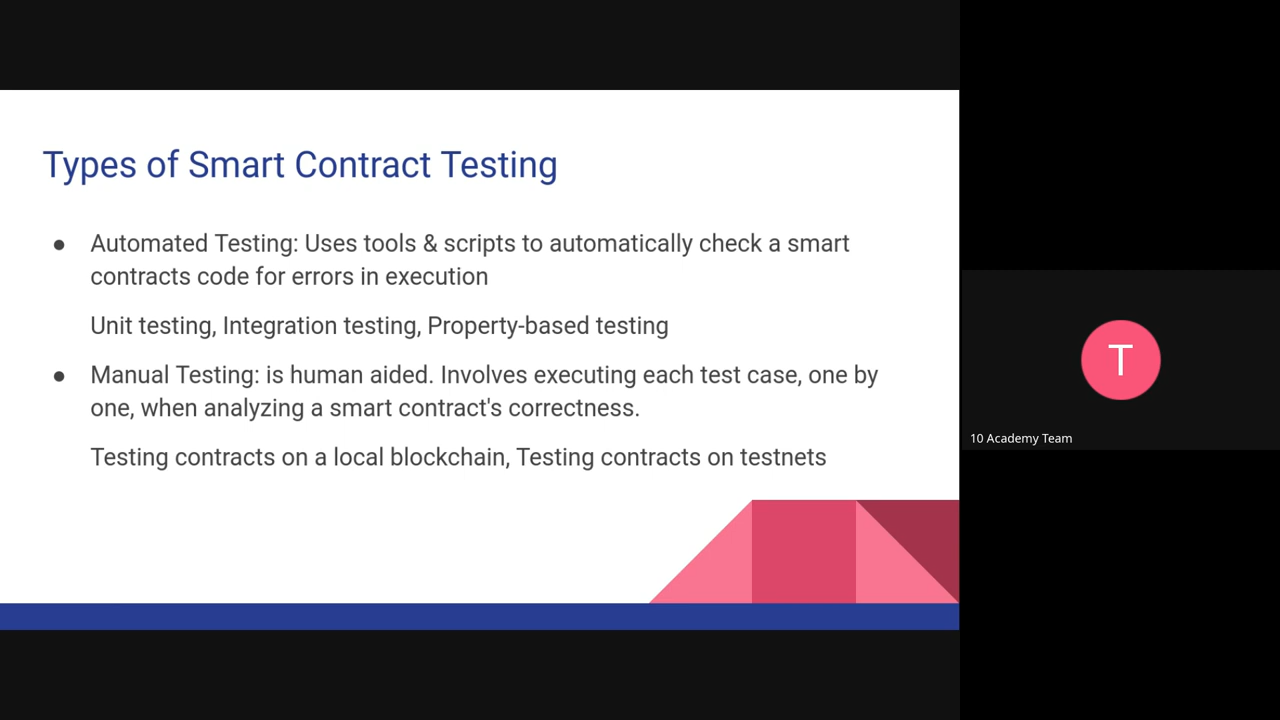 Types of Smart Contract Testing
● Automated Testing: Uses tools & scripts to automatically check a smart
contracts code for errors in execution
Unit testing, Integration testing, Property-based testing
● Manual Testing: is human aided. Involves executing each test case, one by
one, when analyzing a smart contract's correctness.
Testing contracts on a local blockchain, Testing contracts on testnets
T
10 Academy Team